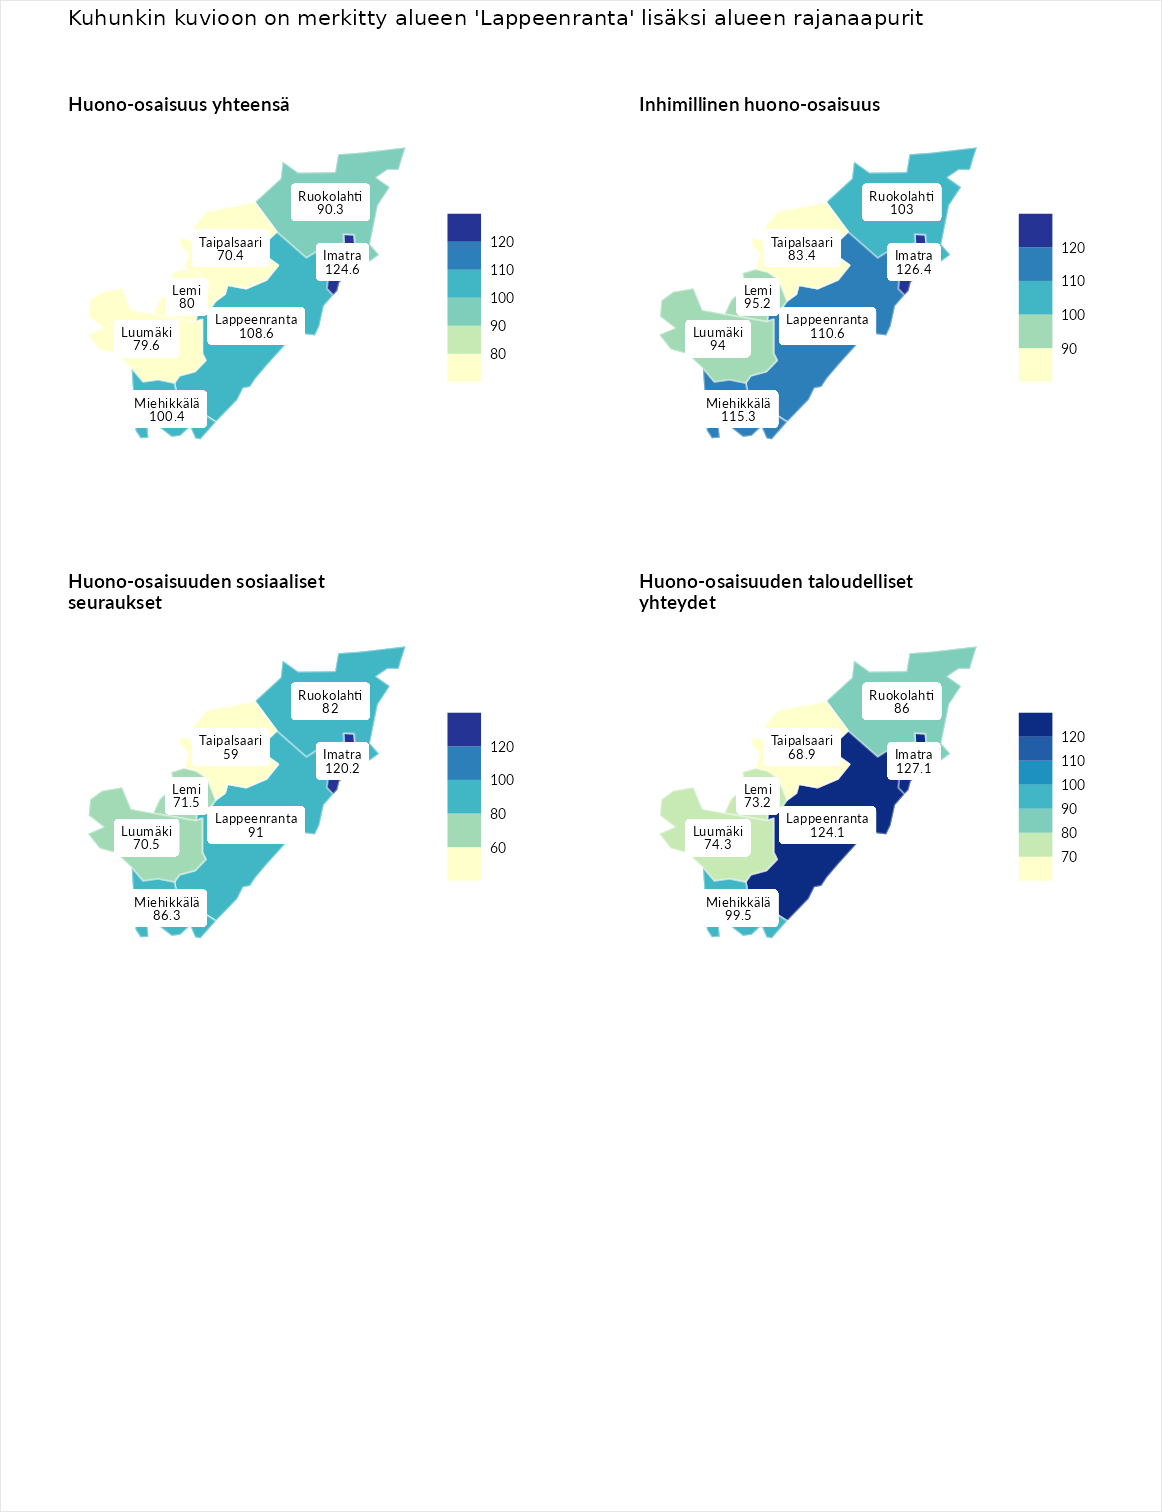 Kuhunkin kuvioon on merkitty alueen 'Lappeenranta' lisäksi alueen rajanaapurit
Huono-osaisuus yhteensä
Ruokolahti
90.3
Taipalsaari
70.4
Imatra
124.6
Lemi
80
Lappeenranta
108.6
Luumäki
79.6
Miehikkälä
100.4
120
110
100
90
80
Inhimillinen huono-osaisuus
Ruokolahti
103
Taipalsaari
83.4
Imatra
126.4
Lemi
95.2
Lappeenranta
110.6
Luumäki
94
Miehikkälä
115.3
120
110
100
90
Huono-osaisuuden sosiaaliset
seuraukset
Ruokolahti
82
Taipalsaari
59
Imatra
120.2
Lemi
71.5
Lappeenranta
91
Luumäki
70.5
Miehikkälä
86.3
120
100
80
60
Huono-osaisuuden taloudelliset
yhteydet
Ruokolahti
86
Taipalsaari
68.9
Imatra
127.1
Lemi
73.2
Lappeenranta
124.1
Luumäki
74.3
Miehikkälä
99.5
120
110
100
90
80
70